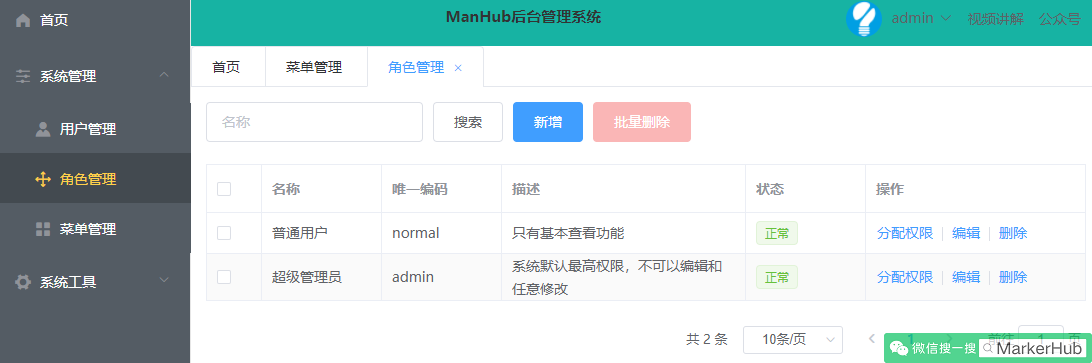 首页
系统管理
用户管理
角色管理
菜单管理
系统工具
ManHub后台管理系统
admin 视频讲解 公众号
首页 菜单管理 角色管理
名称 搜索 新增 批量删除
名称 唯一编码 描述 状态 操作
普通用户 normal 只有基本查看功能 正常 分配权限 编辑 删除
超级管理员 admin 系统默认最高权限，不可以编辑和 正常 分配权限 编辑 删除
任意修改
共 2 条 10条/页
微信搜一搜 MarkerHub